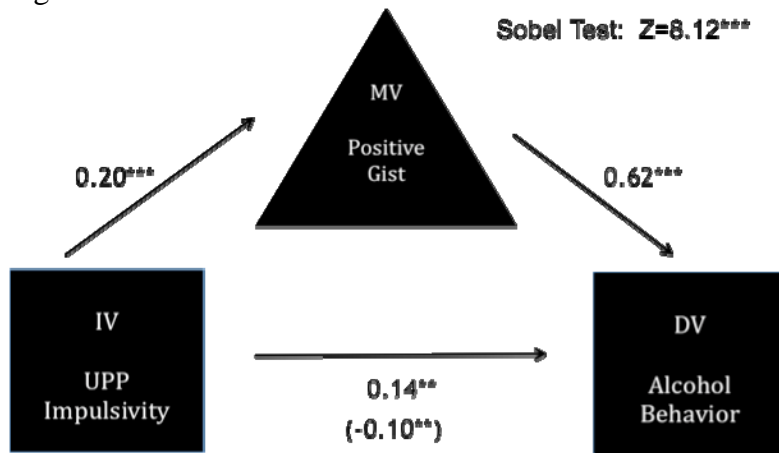 Sobel Test: Z=8.12***
MV
Positive
Gist
0.20***
0.62***
IV
UPP
Impulsivity
0.14**
(-0.10**)
DV
Alcohol
Behavior